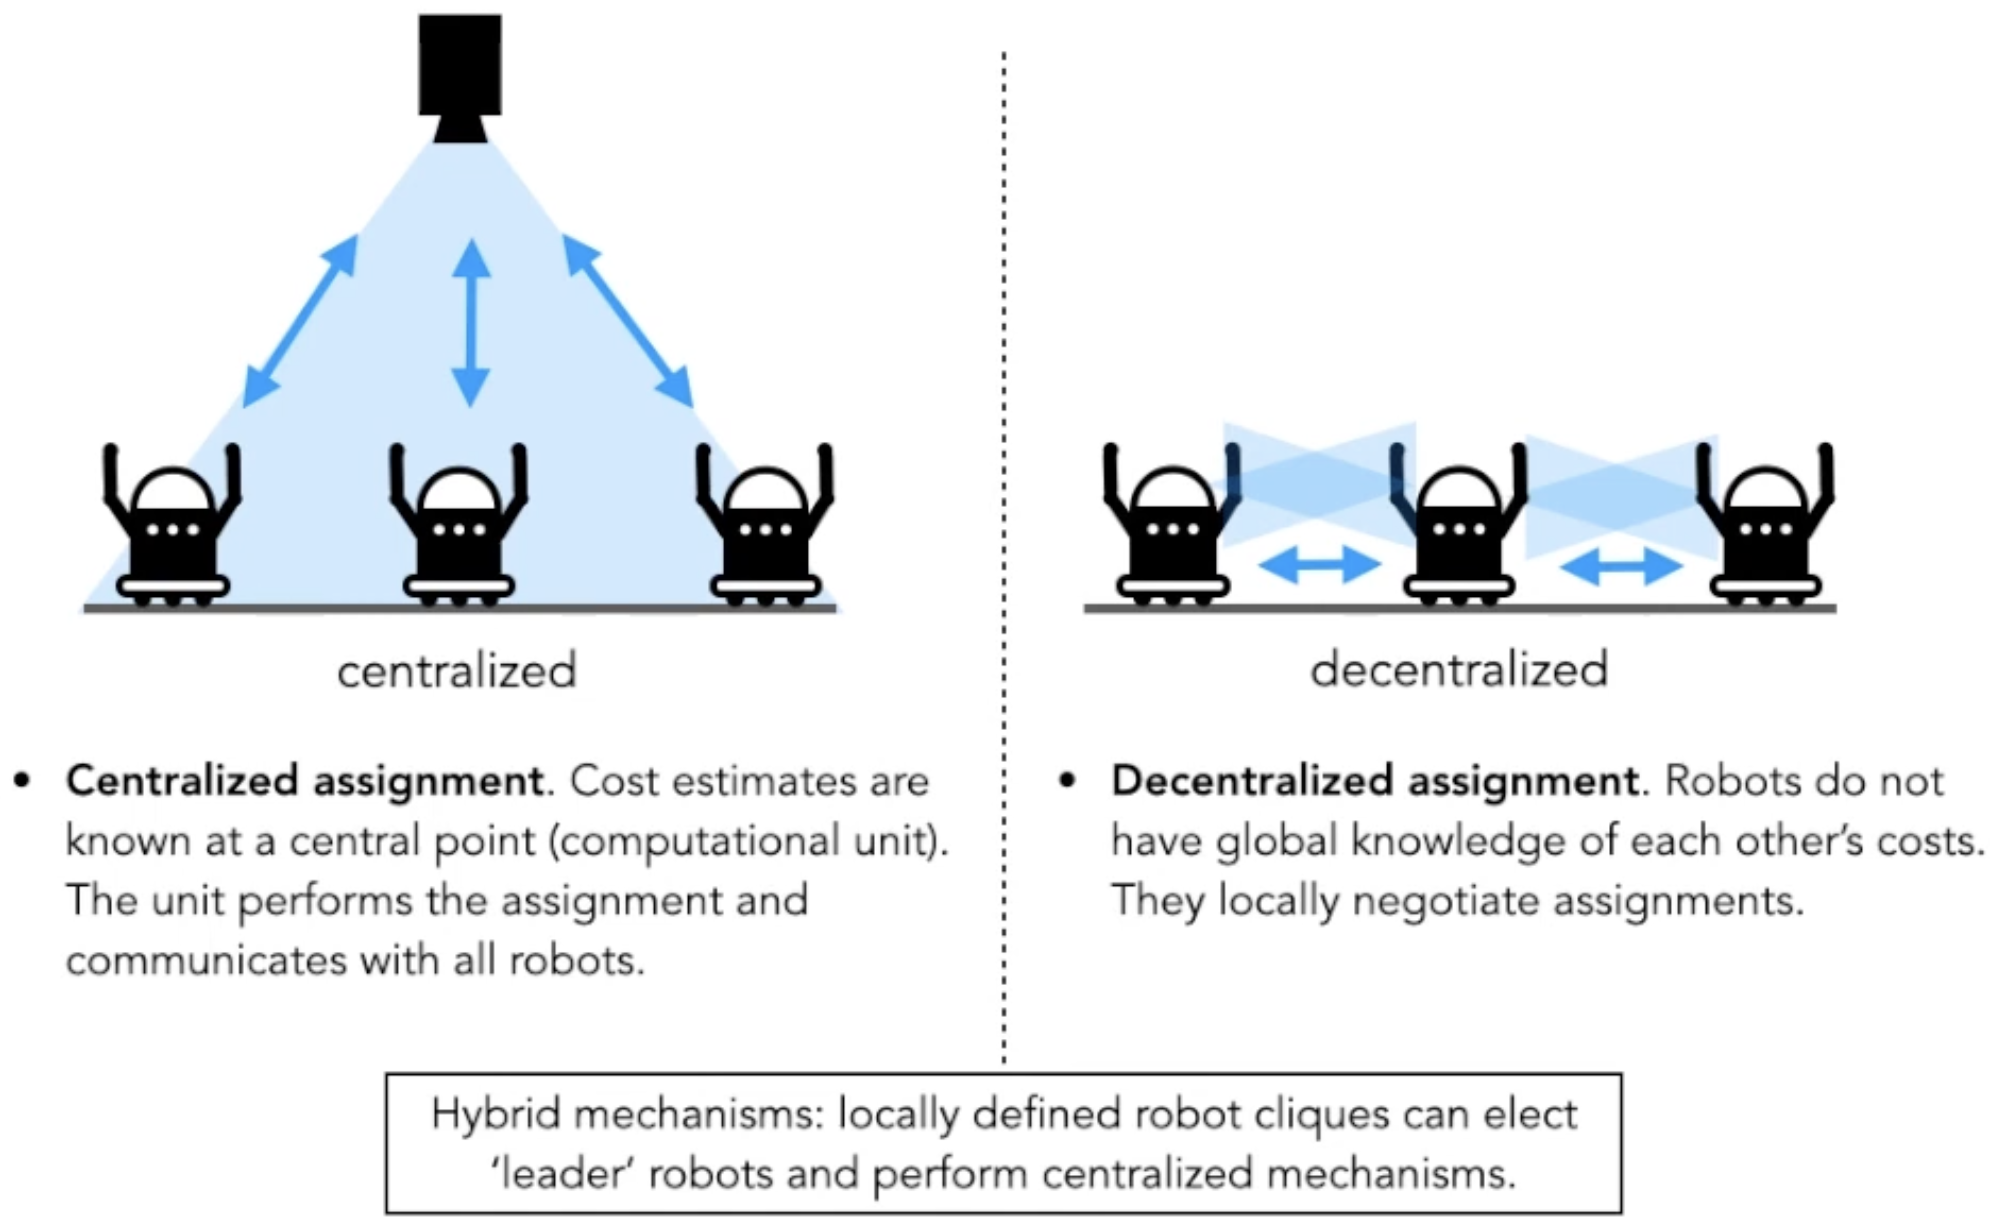 centralized
• Centralized assignment. Cost estimates are
known at a central point (computational unit).
The unit performs the assignment and
communicates with all robots.
decentralized
• Decentralized assignment. Robots do not
have global knowledge of each other’s costs.
They locally negotiate assignments.
Hybrid mechanisms: locally defined robot cliques can elect
‘leader’ robots and perform centralized mechanisms.